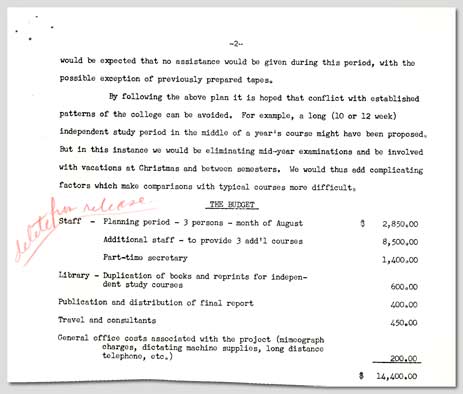 -2-
would be expected that no assistance would be given during this period, with the
possible exception of previously prepared tapes.
By following the above plan it is hoped that conflict with established
patterns of the college can be avoided. For example, a long (10 or 12 week)
independent study period in the middle of a year's course might have been proposed.
But in this instance we would be eliminating mid-year examinations and be involved
with vacations at Christmas and between semesters. We would thus add complicating
factors which make comparisons with typical courses more difficult.
delete for release.
THE BUDGET
Staff - Planning period - 3 persons - month of August $ 2,850.00
Additional staff - to provide 3 add'l courses 8,500.00
Part-time secretary 1,400.00
Library - Duplication of books and reprints for indepen-
dent study courses 600.00
Publication and distribution of final report 400.00
Travel and consultants 450.00
General office costs associated with the project (mimeograph
charges, dictating machine supplies, long distance
telephone, etc.) 200.00
$ 14,400.00